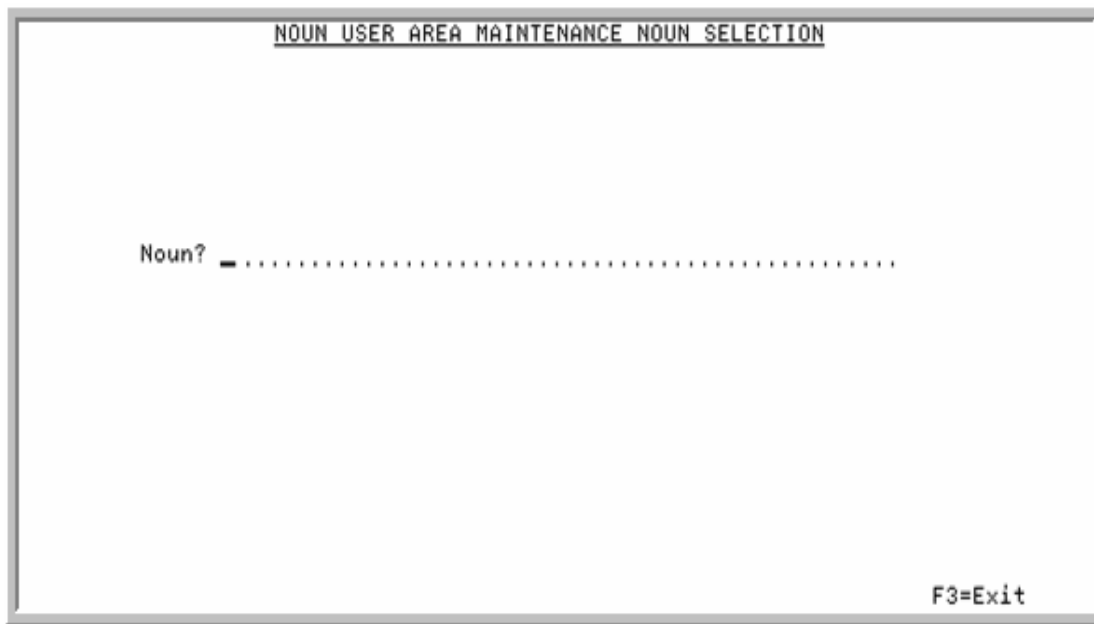 NOUN USER AREA MAINTENANCE NOUN SELECTION
Noun? _ . . . . . . . . . . . . . . . . . . . . . . . . . . . . . . . . . . . . . . . . . . . . . . . . .
F3=Exit